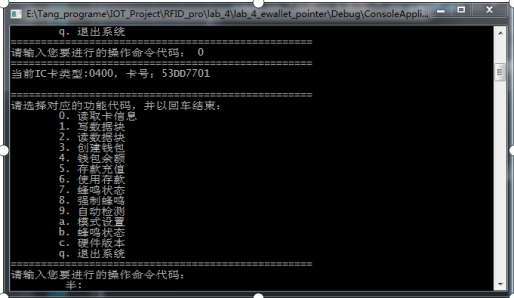 E:\Tang_programe\IOT_Project\RFID_pro\lab_4\lab_4_ewallet_pointer\Debug\ConsoleAppli...
q. 退出系统
==================================================
请输入您要进行的操作命令代码： 0
==================================================
当前IC卡类型:0400，卡号：53DD7701
==================================================
请选择对应的功能代码，并以回车结束：
0. 读取卡信息
1. 写数据块
2. 读数据块
3. 创建钱包
4. 钱包余额
5. 存款充值
6. 使用存款
7. 蜂鸣状态
8. 强制蜂鸣
9. 自动检测
a. 模式设置
b. 蜂鸣状态
c. 硬件版本
q. 退出系统
==================================================
请输入您要进行的操作命令代码：
半: